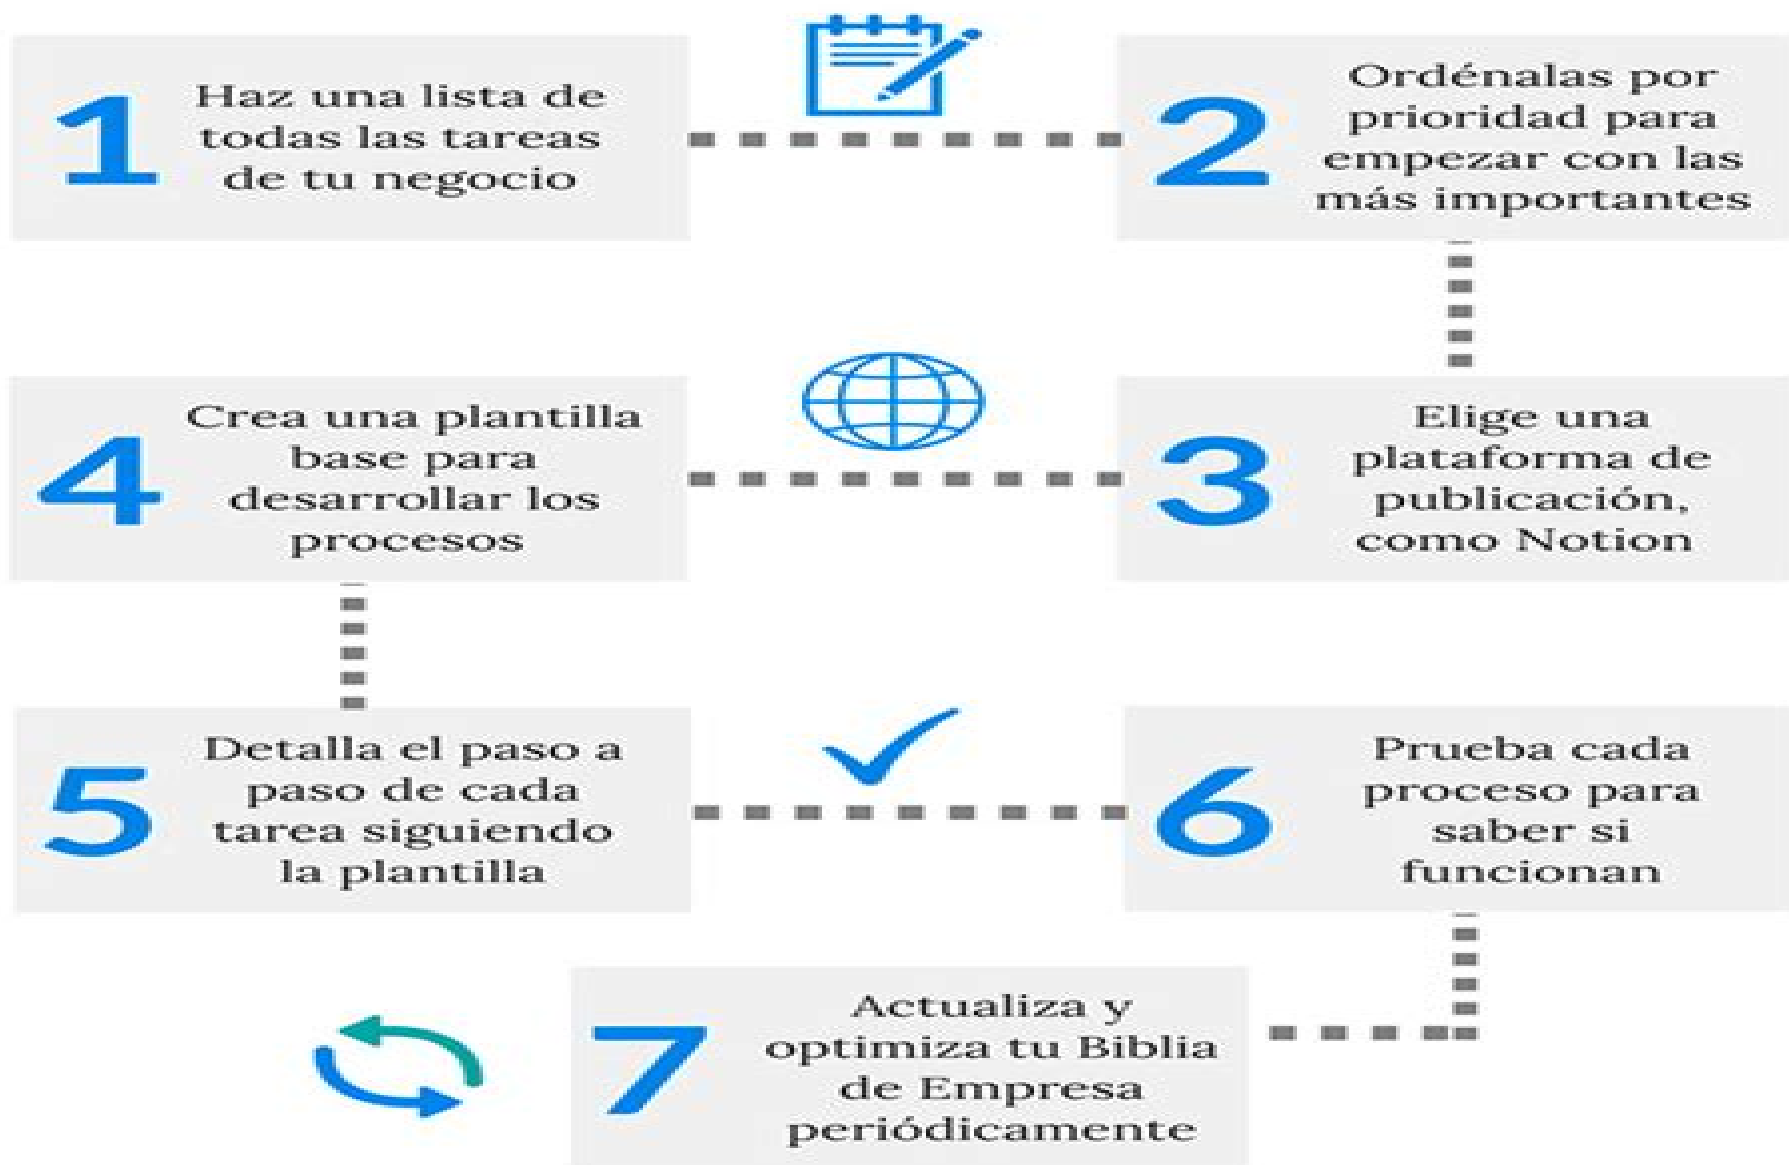 1
Haz una lista de
todas las tareas
de tu negocio
2
Ordénalas por
prioridad para
empezar con las
más importantes
3
Elige una
plataforma de
publicación,
como Notion
4
Crea una plantilla
base para
desarrollar los
procesos
5
Detalla el paso a
paso de cada
tarea siguiendo
la plantilla
6
Prueba cada
proceso para
saber si
funcionan
7
Actualiza y
optimiza tu Biblia
de Empresa
periódicamente